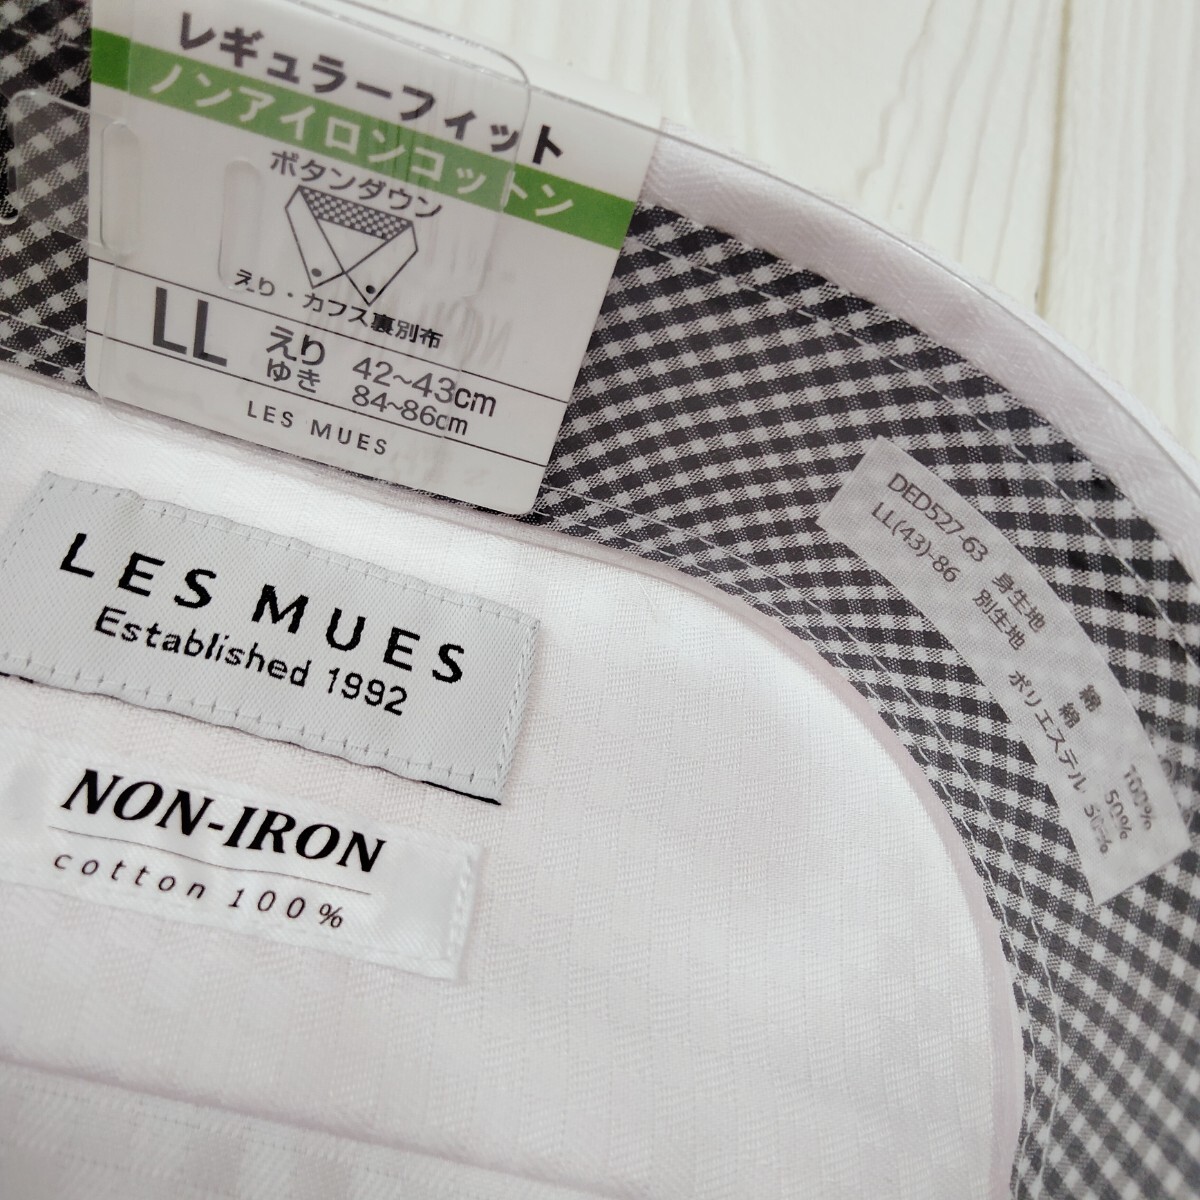 レギュラーフィット
ノンアイロンコットン
ボタンダウン
えり・カフス裏別布
LL えり 42~43cm
ゆき 84~86cm
LES MUES
LES MUES
Established 1992
NON-IRON
cotton 100%
DED527-63 身生地 綿 100%
LL(43)-86 別生地 綿 50%
ポリエステル 50%